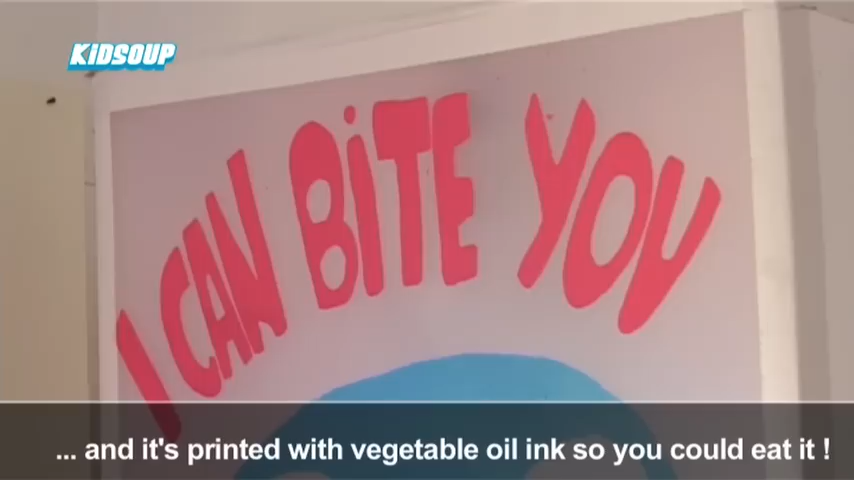 KIDSOUP
I CAN BiTE YOU
... and it's printed with vegetable oil ink so you could eat it !